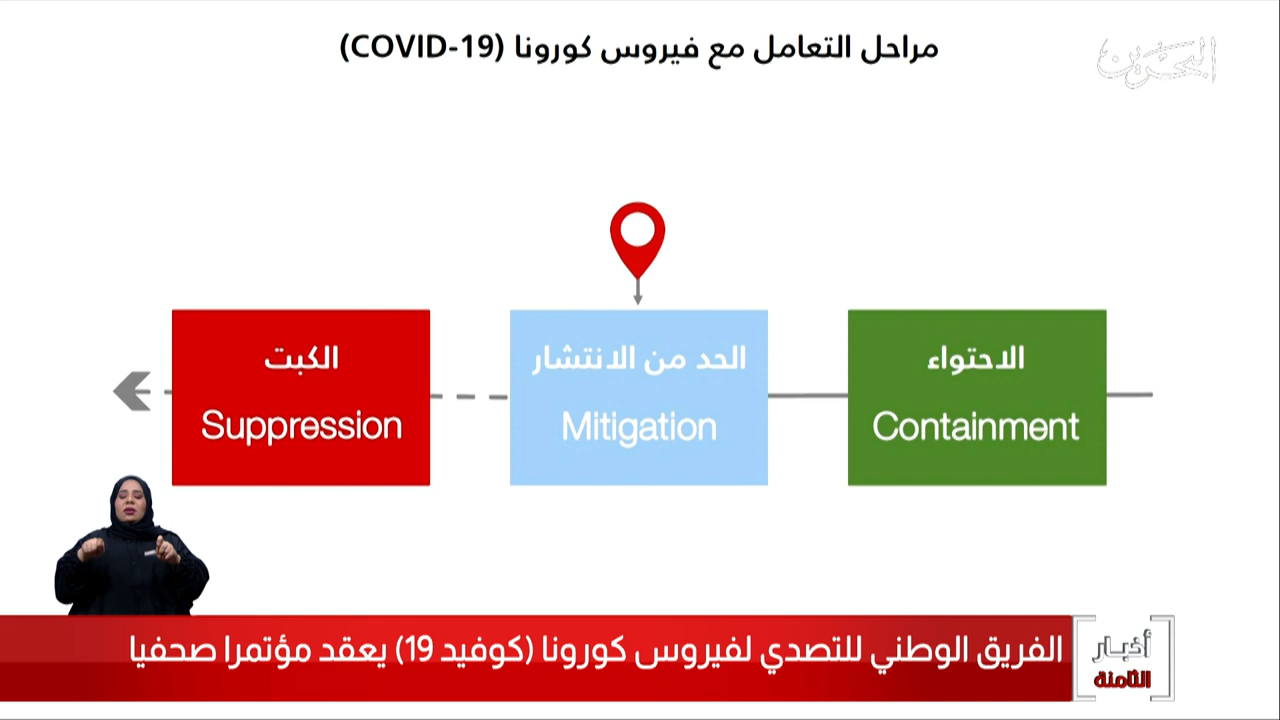 مراحل التعامل مع فيروس كورونا (COVID-19)
البحرين
الاحتواء
Containment
الحد من الانتشار
Mitigation
الكبت
Suppression
أخبار
الثامنة
الفريق الوطني للتصدي لفيروس كورونا (كوفيد 19) يعقد مؤتمرا صحفيا